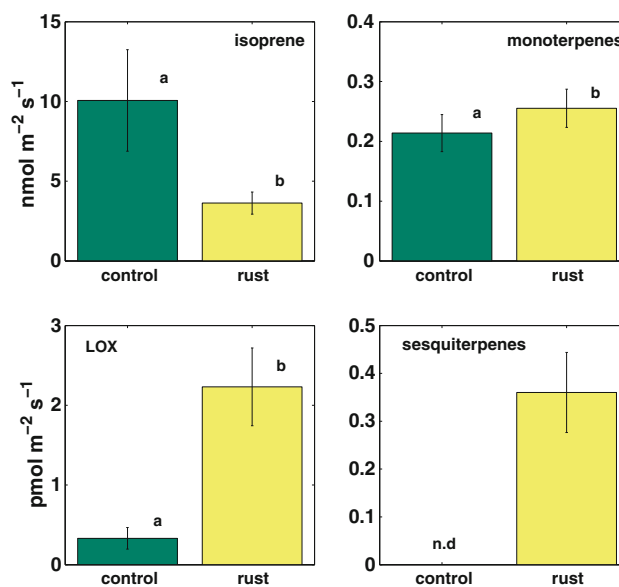 15
10
5
0
nmol m−2 s−1
isoprene
a
b
control
rust
0.4
0.3
0.2
0.1
0
monoterpenes
a
b
control
rust
3
2
1
0
pmol m−2 s−1
LOX
a
b
control
rust
0.5
0.4
0.3
0.2
0.1
0
sesquiterpenes
n.d
control
rust